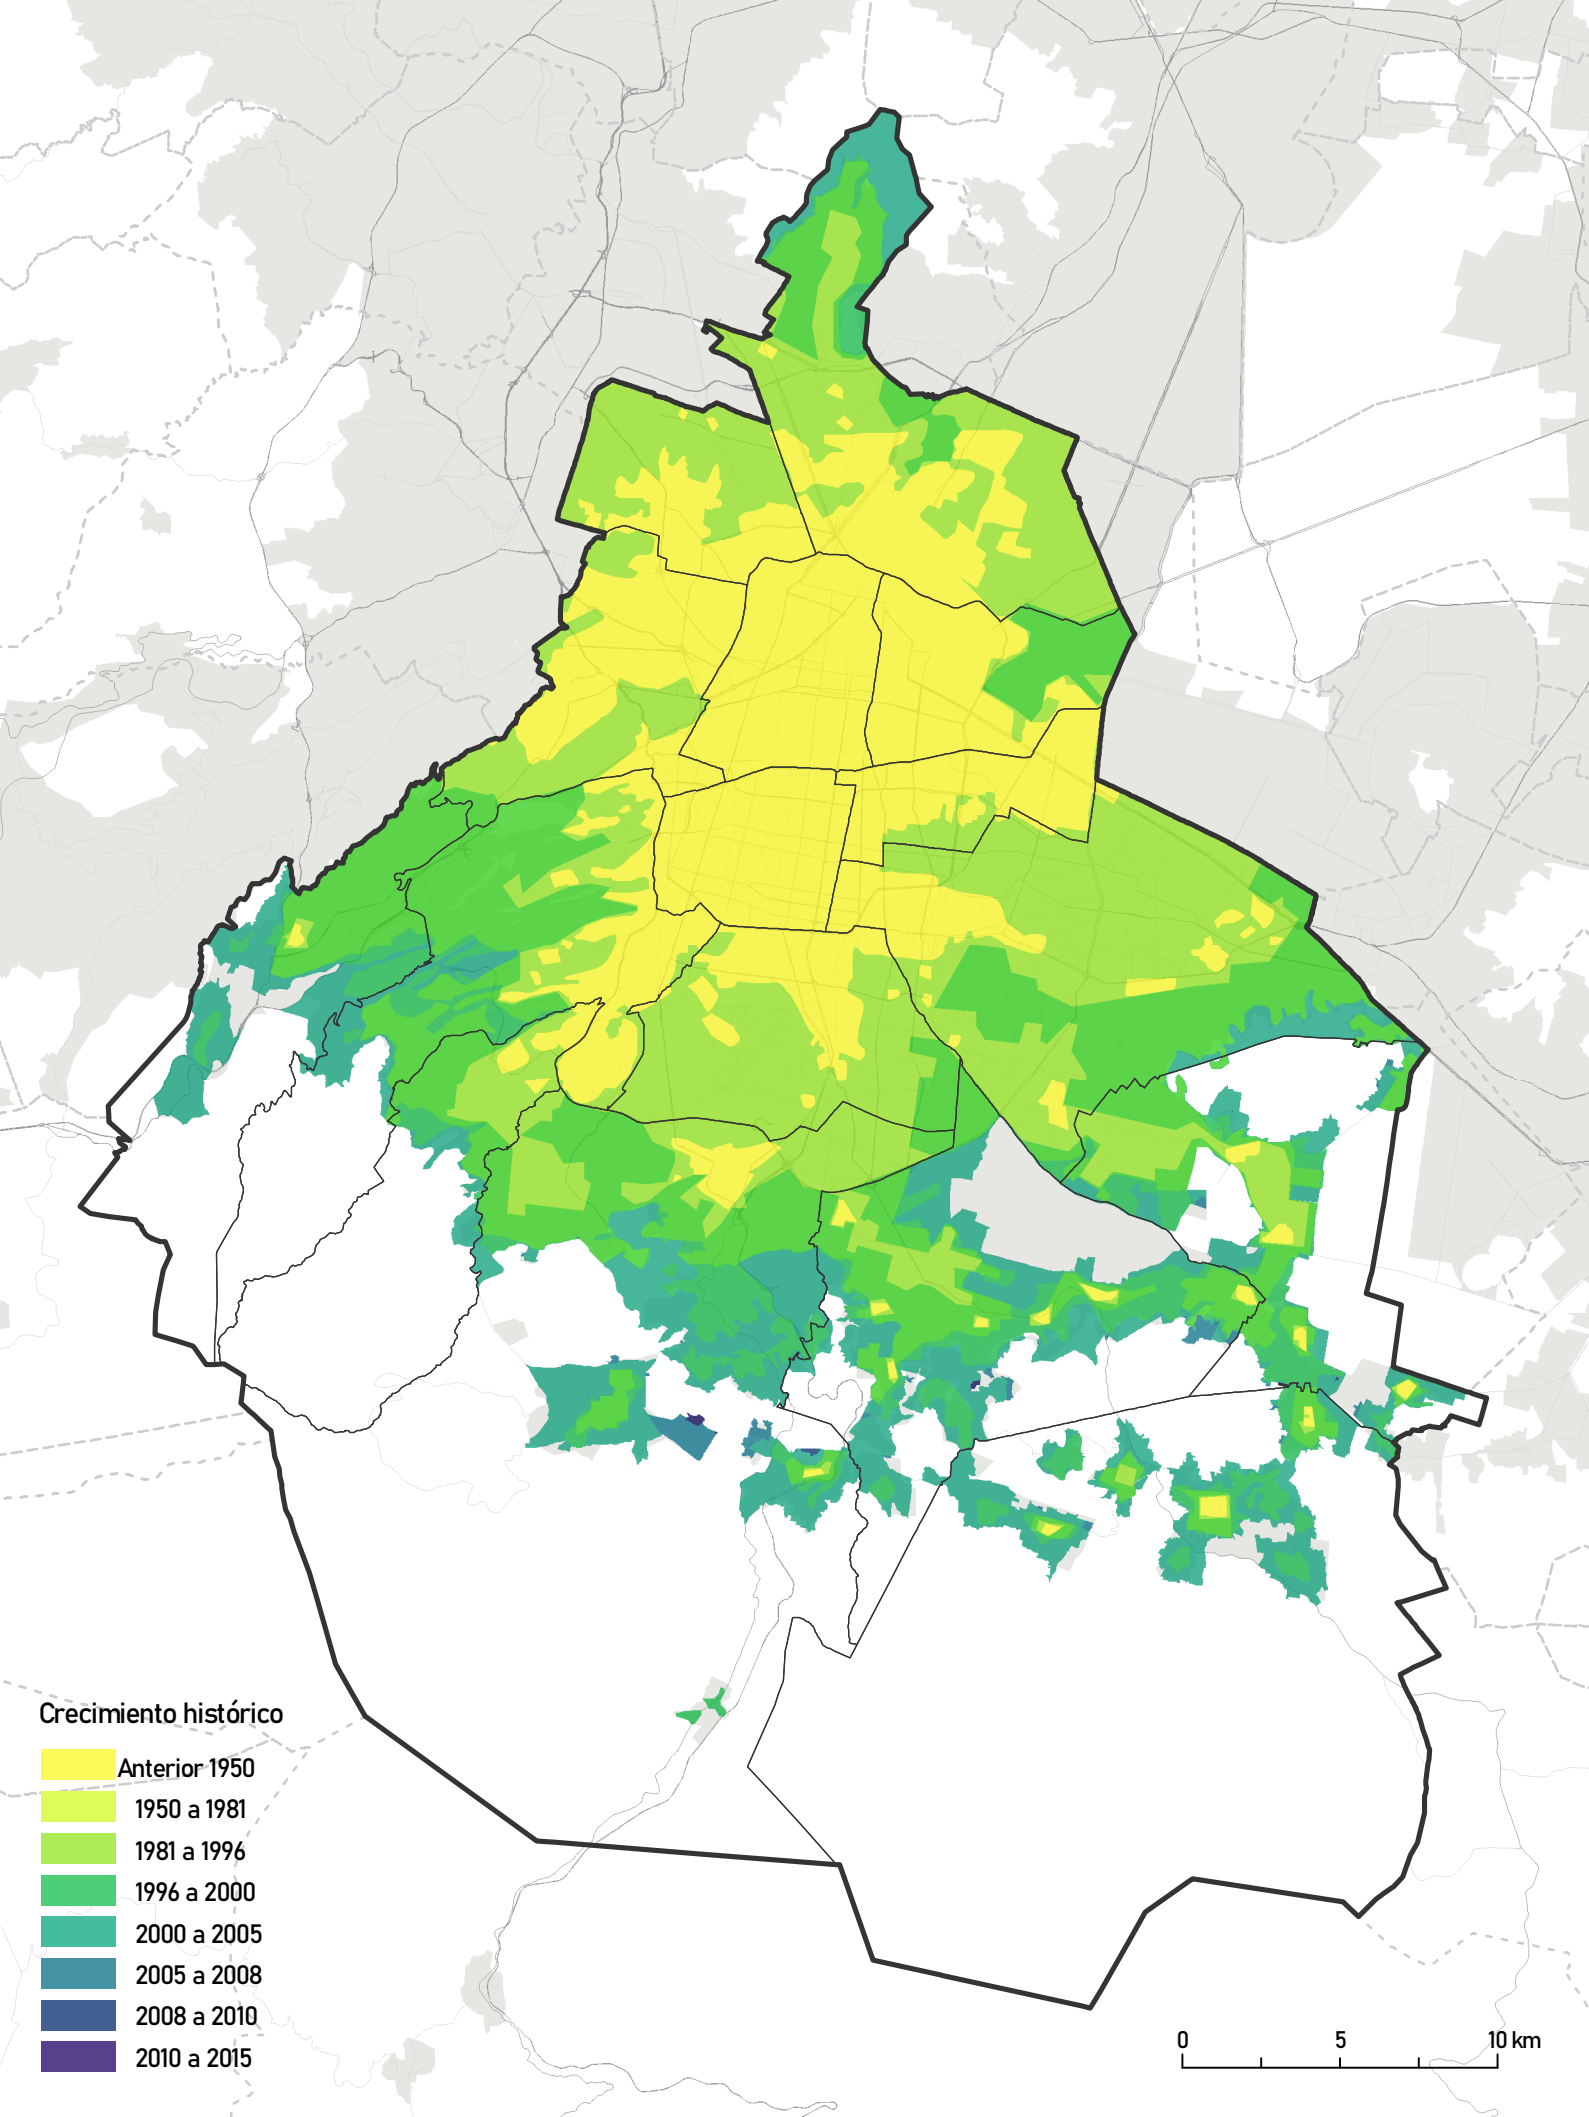 Crecimiento histórico
Anterior 1950
1950 a 1981
1981 a 1996
1996 a 2000
2000 a 2005
2005 a 2008
2008 a 2010
2010 a 2015
0 5 10 km